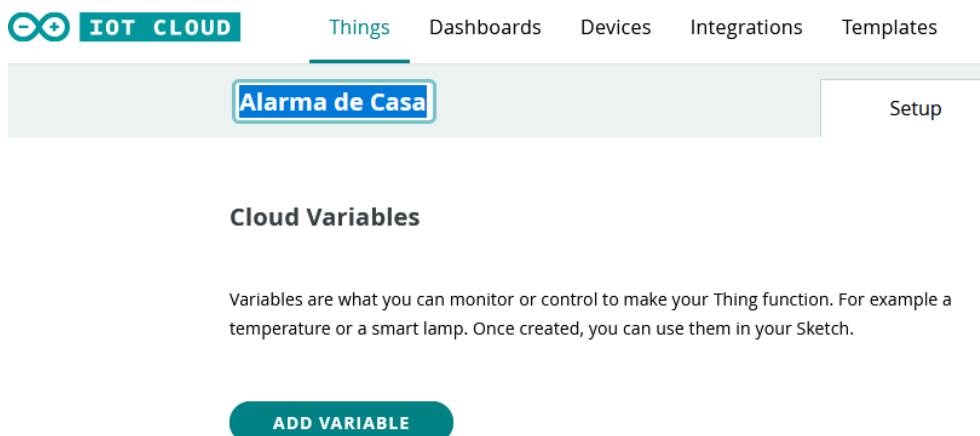 IOT CLOUD Things Dashboards Devices Integrations Templates
Alarma de Casa
Setup
Cloud Variables
Variables are what you can monitor or control to make your Thing function. For example a
temperature or a smart lamp. Once created, you can use them in your Sketch.
ADD VARIABLE